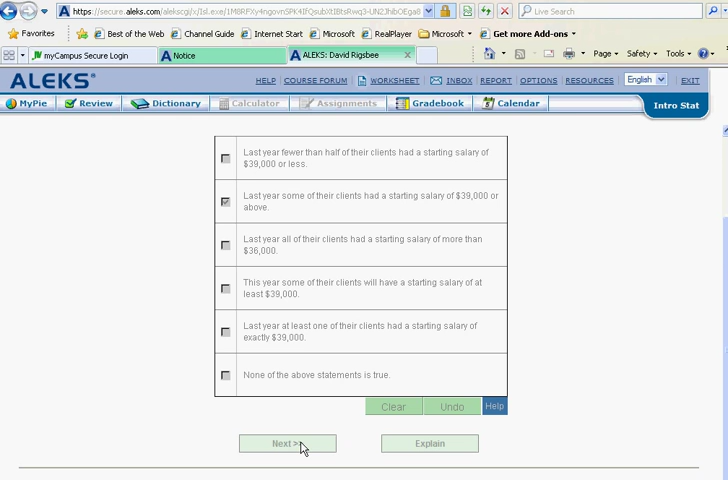 https://secure.aleks.com/alekscgi/x/Isl.exe/
Live Search
Favorites Best of the Web Channel Guide Internet Start Microsoft RealPlayer Microsoft Get more Add-ons
myCampus Secure Login Notice ALEKS: David Rigsbee Page Safety Tools
ALEKS HELP COURSE FORUM WORKSHEET INBOX REPORT OPTIONS RESOURCES English EXIT
MyPie Review Dictionary Calculator Assignments Gradebook Calendar Intro Stat
Last year fewer than half of their clients had a starting salary of
$39,000 or less.
Last year some of their clients had a starting salary of $39,000 or
above.
Last year all of their clients had a starting salary of more than
$36,000.
This year some of their clients will have a starting salary of at
least $39,000.
Last year at least one of their clients had a starting salary of
exactly $39,000.
None of the above statements is true.
Clear Undo Help
Next >> Explain